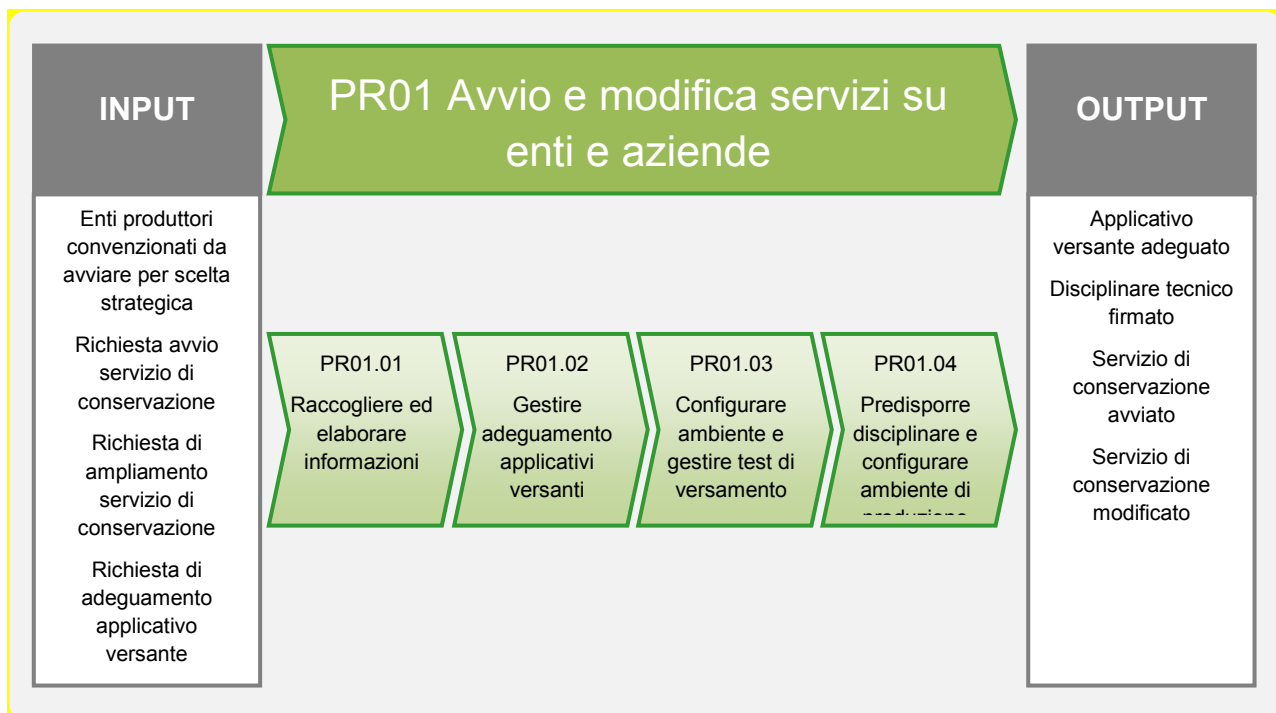 INPUT
Enti produttori
convenzionati da
avviare per scelta
strategica
Richiesta avvio
servizio di
conservazione
Richiesta di
ampliamento
servizio di
conservazione
Richiesta di
adeguamento
applicativo
versante
PR01 Avvio e modifica servizi su
enti e aziende
PR01.01
Raccogliere ed
elaborare
informazioni
PR01.02
Gestire
adeguamento
applicativi
versanti
PR01.03
Configurare
ambiente e
gestire test di
versamento
PR01.04
Predisporre
disciplinare e
configurare
ambiente di
produzione
OUTPUT
Applicativo
versante adeguato
Disciplinare tecnico
firmato
Servizio di
conservazione
avviato
Servizio di
conservazione
modificato